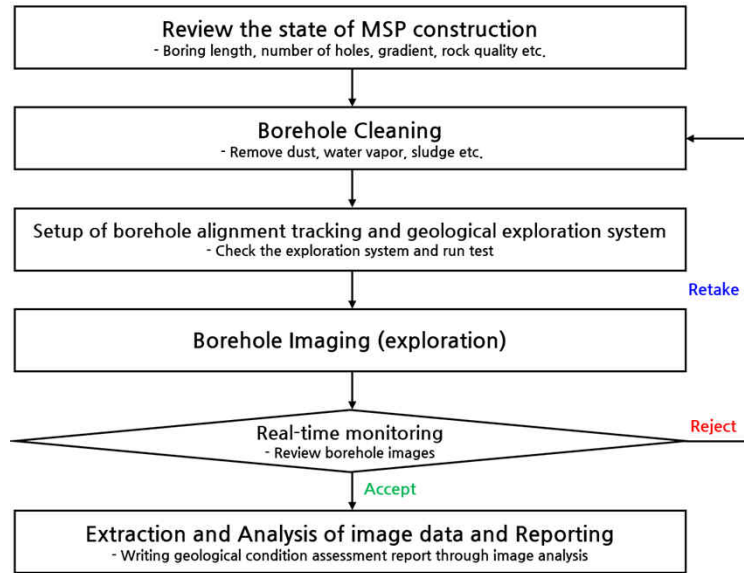 Review the state of MSP construction
- Boring length, number of holes, gradient, rock quality etc.
Borehole Cleaning
- Remove dust, water vapor, sludge etc.
Setup of borehole alignment tracking and geological exploration system
- Check the exploration system and run test
Retake
Borehole Imaging (exploration)
Real-time monitoring
- Review borehole images
Reject
Accept
Extraction and Analysis of image data and Reporting
- Writing geological condition assessment report through image analysis